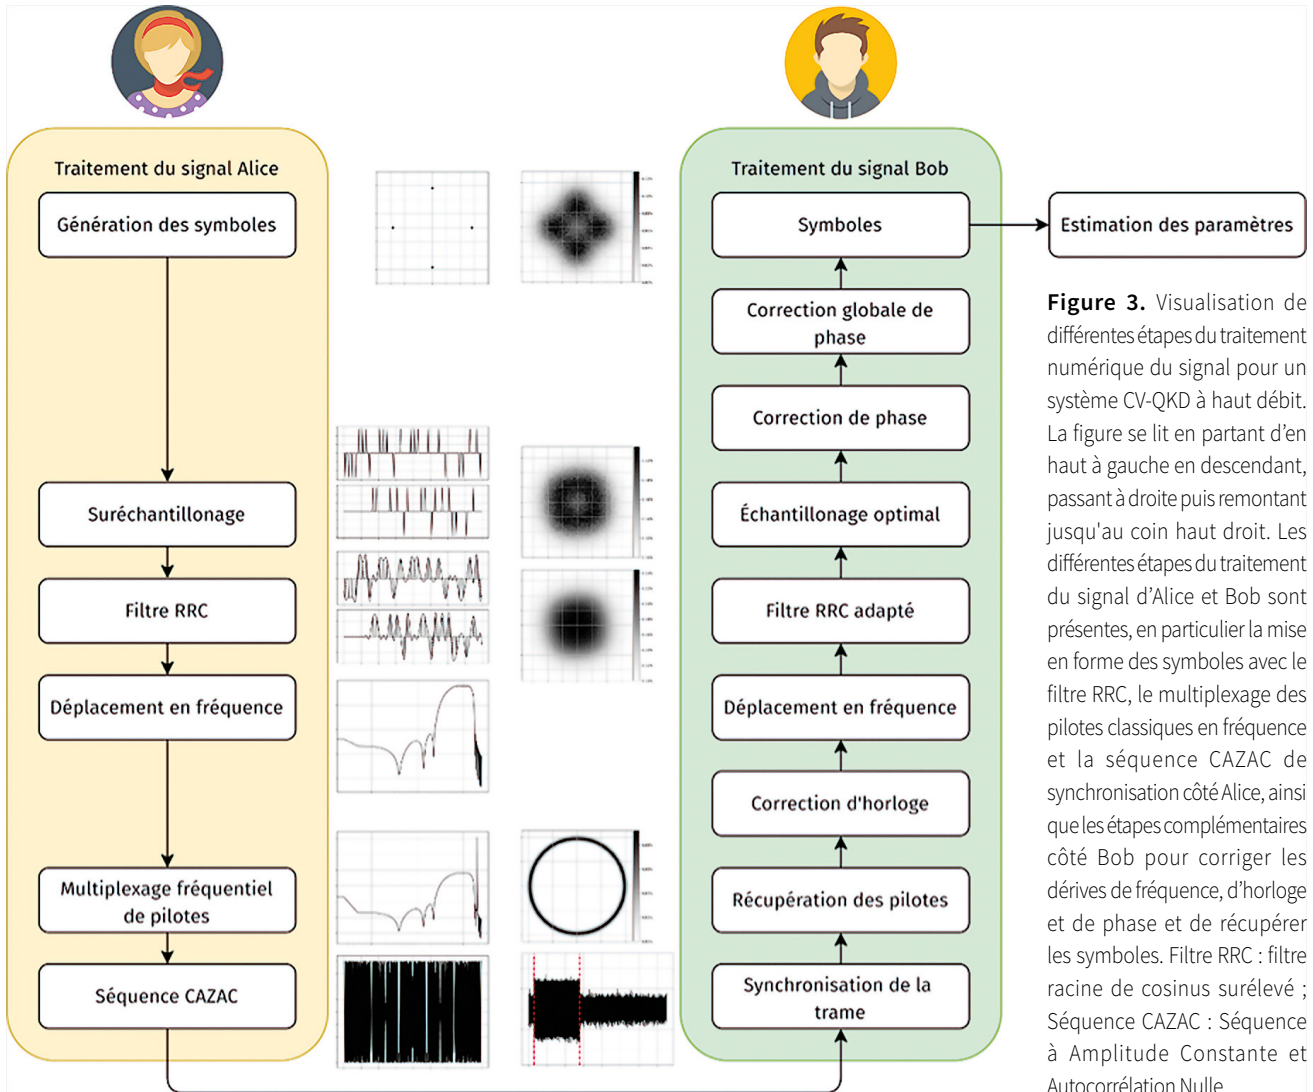 Traitement du signal Alice
Génération des symboles
Suréchantillonage
Filtre RRC
Déplacement en fréquence
Multiplexage fréquentiel
de pilotes
Séquence CAZAC
Traitement du signal Bob
Symboles
Correction globale de
phase
Correction de phase
Échantillonage optimal
Filtre RRC adapté
Déplacement en fréquence
Correction d'horloge
Récupération des pilotes
Synchronisation de la
trame
Estimation des paramètres
Figure 3. Visualisation de
différentes étapes du traitement
numérique du signal pour un
système CV-QKD à haut débit.
La figure se lit en partant d’en
haut à gauche en descendant,
passant à droite puis remontant
jusqu'au coin haut droit. Les
différentes étapes du traitement
du signal d’Alice et Bob sont
présentes, en particulier la mise
en forme des symboles avec le
filtre RRC, le multiplexage des
pilotes classiques en fréquence
et la séquence CAZAC de
synchronisation côté Alice, ainsi
que les étapes complémentaires
côté Bob pour corriger les
dérives de fréquence, d’horloge
et de phase et de récupérer
les symboles. Filtre RRC : filtre
racine de cosinus surélevé ;
Séquence CAZAC : Séquence
à Amplitude Constante et
Autocorrélation Nulle